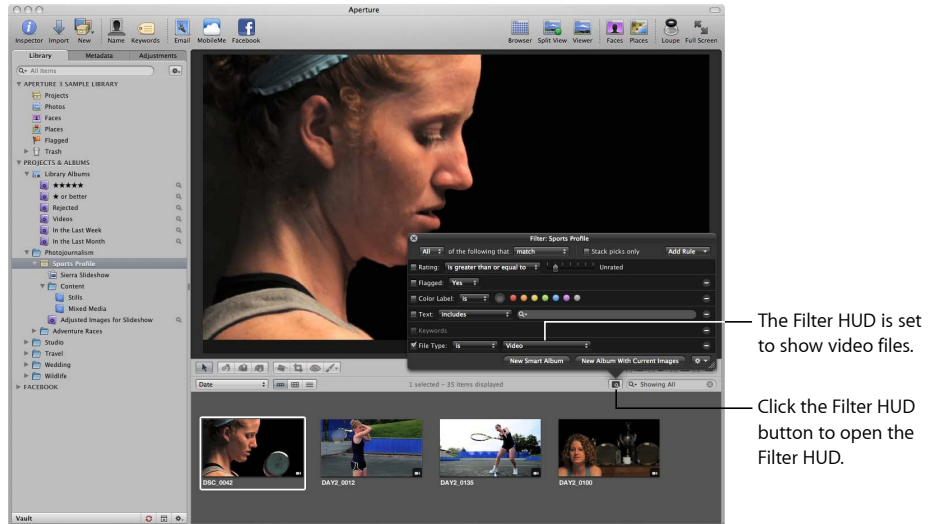 Aperture
Inspector Import New Name Keywords Email MobileMe Facebook Browser Split View Viewer Faces Places Loupe Full Screen
Library Metadata Adjustments
All Items
APERTURE 3 SAMPLE LIBRARY
Projects
Photos
Faces
Places
Flagged
Trash
PROJECTS & ALBUMS
Library Albums
★★★★★
★ or better
Rejected
Videos
In the Last Week
In the Last Month
Photojournalism
Sports Profile
Sierra Slideshow
Content
Stills
Mixed Media
Adjusted Images for Slideshow
Adventure Races
Studio
Travel
Wedding
Wildlife
FACEBOOK
Vault
Filter: Sports Profile
All of the following that match Stack picks only Add Rule
Rating: is greater than or equal to Unrated
Flagged: Yes
Color Label: is
Text: includes
Keywords
File Type: is Video
New Smart Album New Album With Current Images
Date 1 selected – 35 items displayed Showing All
DSC_0042 DAY2_0012 DAY2_0135 DAY2_0100
The Filter HUD is set
to show video files.
Click the Filter HUD
button to open the
Filter HUD.